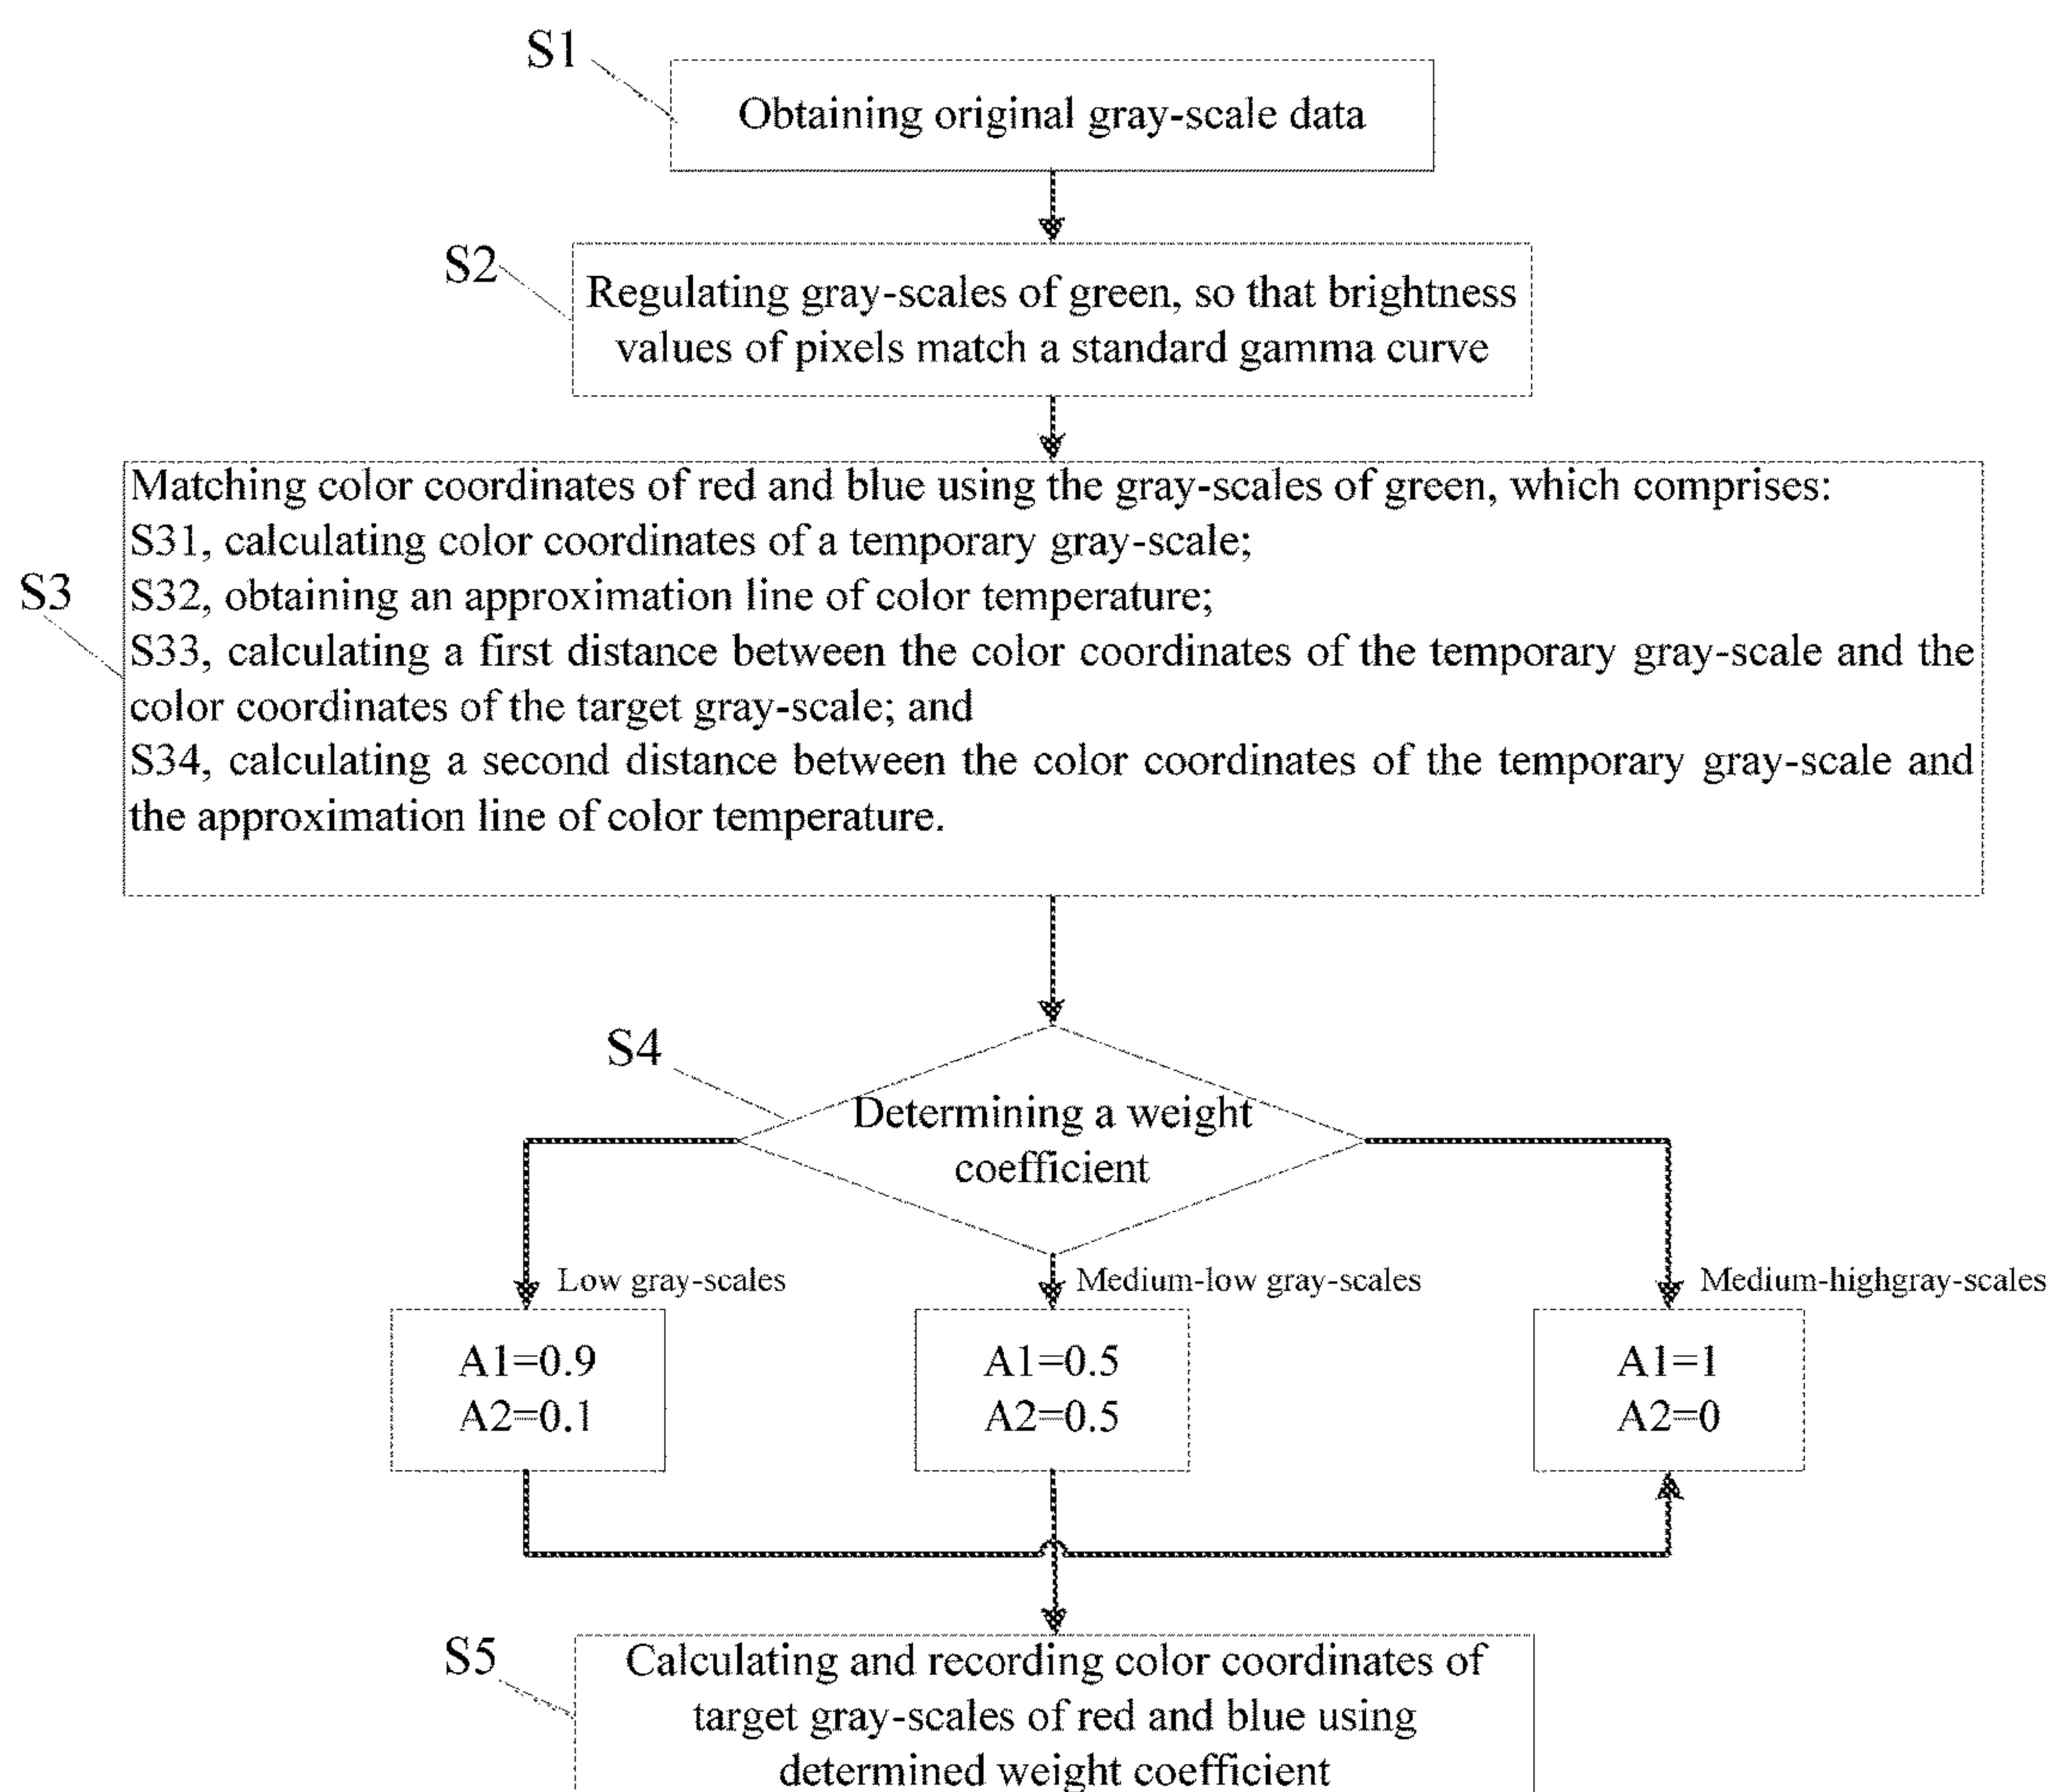 S1
Obtaining original gray-scale data
S2
Regulating gray-scales of green, so that brightness
values of pixels match a standard gamma curve
S3
Matching color coordinates of red and blue using the gray-scales of green, which comprises:
S31, calculating color coordinates of a temporary gray-scale;
S32, obtaining an approximation line of color temperature;
S33, calculating a first distance between the color coordinates of the temporary gray-scale and the
color coordinates of the target gray-scale; and
S34, calculating a second distance between the color coordinates of the temporary gray-scale and
the approximation line of color temperature.
S4
Determining a weight
coefficient
Low gray-scales
Medium-low gray-scales
Medium-highgray-scales
A1=0.9
A2=0.1
A1=0.5
A2=0.5
A1=1
A2=0
S5
Calculating and recording color coordinates of
target gray-scales of red and blue using
determined weight coefficient